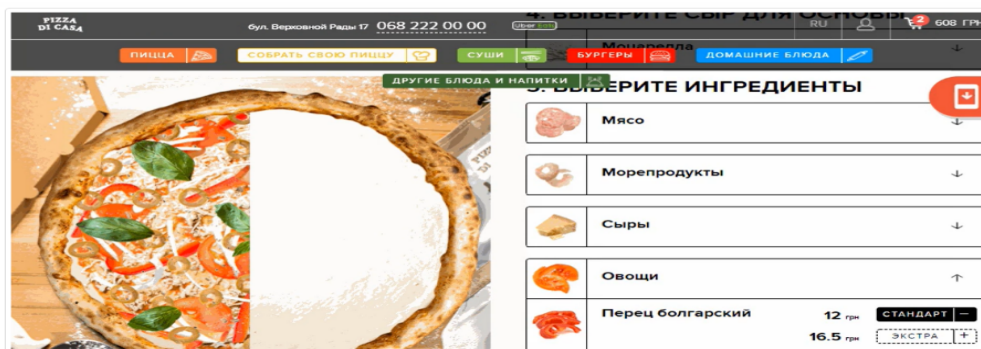 PIZZA
DI CASA
бул. Верховной Рады 17 068 222 00 00
4. ВЫБЕРИТЕ СЫР ДЛЯ ОСНОВЫ
RU
2
608 ГРН
Моцарелла
ПИЦЦА
СОБРАТЬ СВОЮ ПИЦЦУ
СУШИ
БУРГЕРЫ
ДОМАШНИЕ БЛЮДА
ДРУГИЕ БЛЮДА И НАПИТКИ
ВЫБЕРИТЕ ИНГРЕДИЕНТЫ
Мясо
Морепродукты
Сыры
Овощи
Перец болгарский
12 грн СТАНДАРТ −
16.5 грн ЭКСТРА +